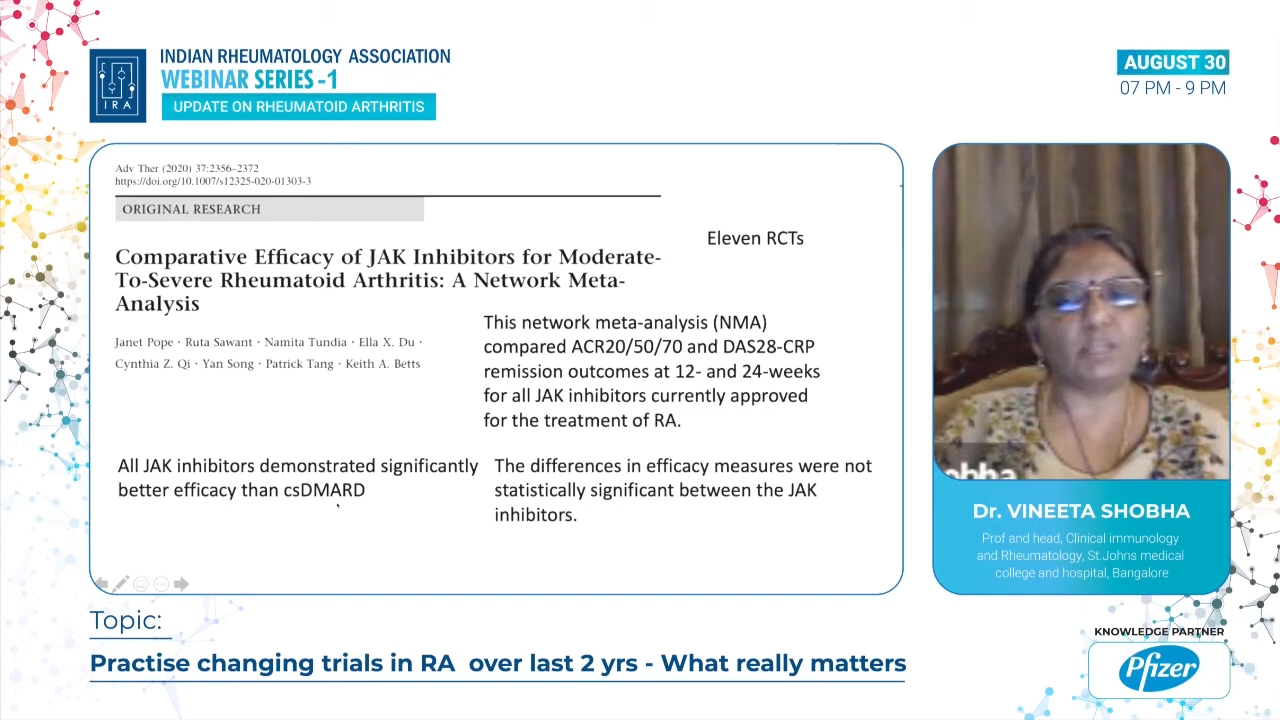 INDIAN RHEUMATOLOGY ASSOCIATION
WEBINAR SERIES -1
UPDATE ON RHEUMATOID ARTHRITIS
IRA
AUGUST 30
07 PM - 9 PM
Adv Ther (2020) 37:2356–2372
https://doi.org/10.1007/s12325-020-01303-3
ORIGINAL RESEARCH
Comparative Efficacy of JAK Inhibitors for Moderate-
To-Severe Rheumatoid Arthritis: A Network Meta-
Analysis
Janet Pope · Ruta Sawant · Namita Tundia · Ella X. Du ·
Cynthia Z. Qi · Yan Song · Patrick Tang · Keith A. Betts
Eleven RCTs
This network meta-analysis (NMA)
compared ACR20/50/70 and DAS28-CRP
remission outcomes at 12- and 24-weeks
for all JAK inhibitors currently approved
for the treatment of RA.
All JAK inhibitors demonstrated significantly
better efficacy than csDMARD
The differences in efficacy measures were not
statistically significant between the JAK
inhibitors.
Dr. VINEETA SHOBHA
Prof and head, Clinical immunology
and Rheumatology, St.Johns medical
college and hospital, Bangalore
Topic:
Practise changing trials in RA over last 2 yrs - What really matters
KNOWLEDGE PARTNER
Pfizer